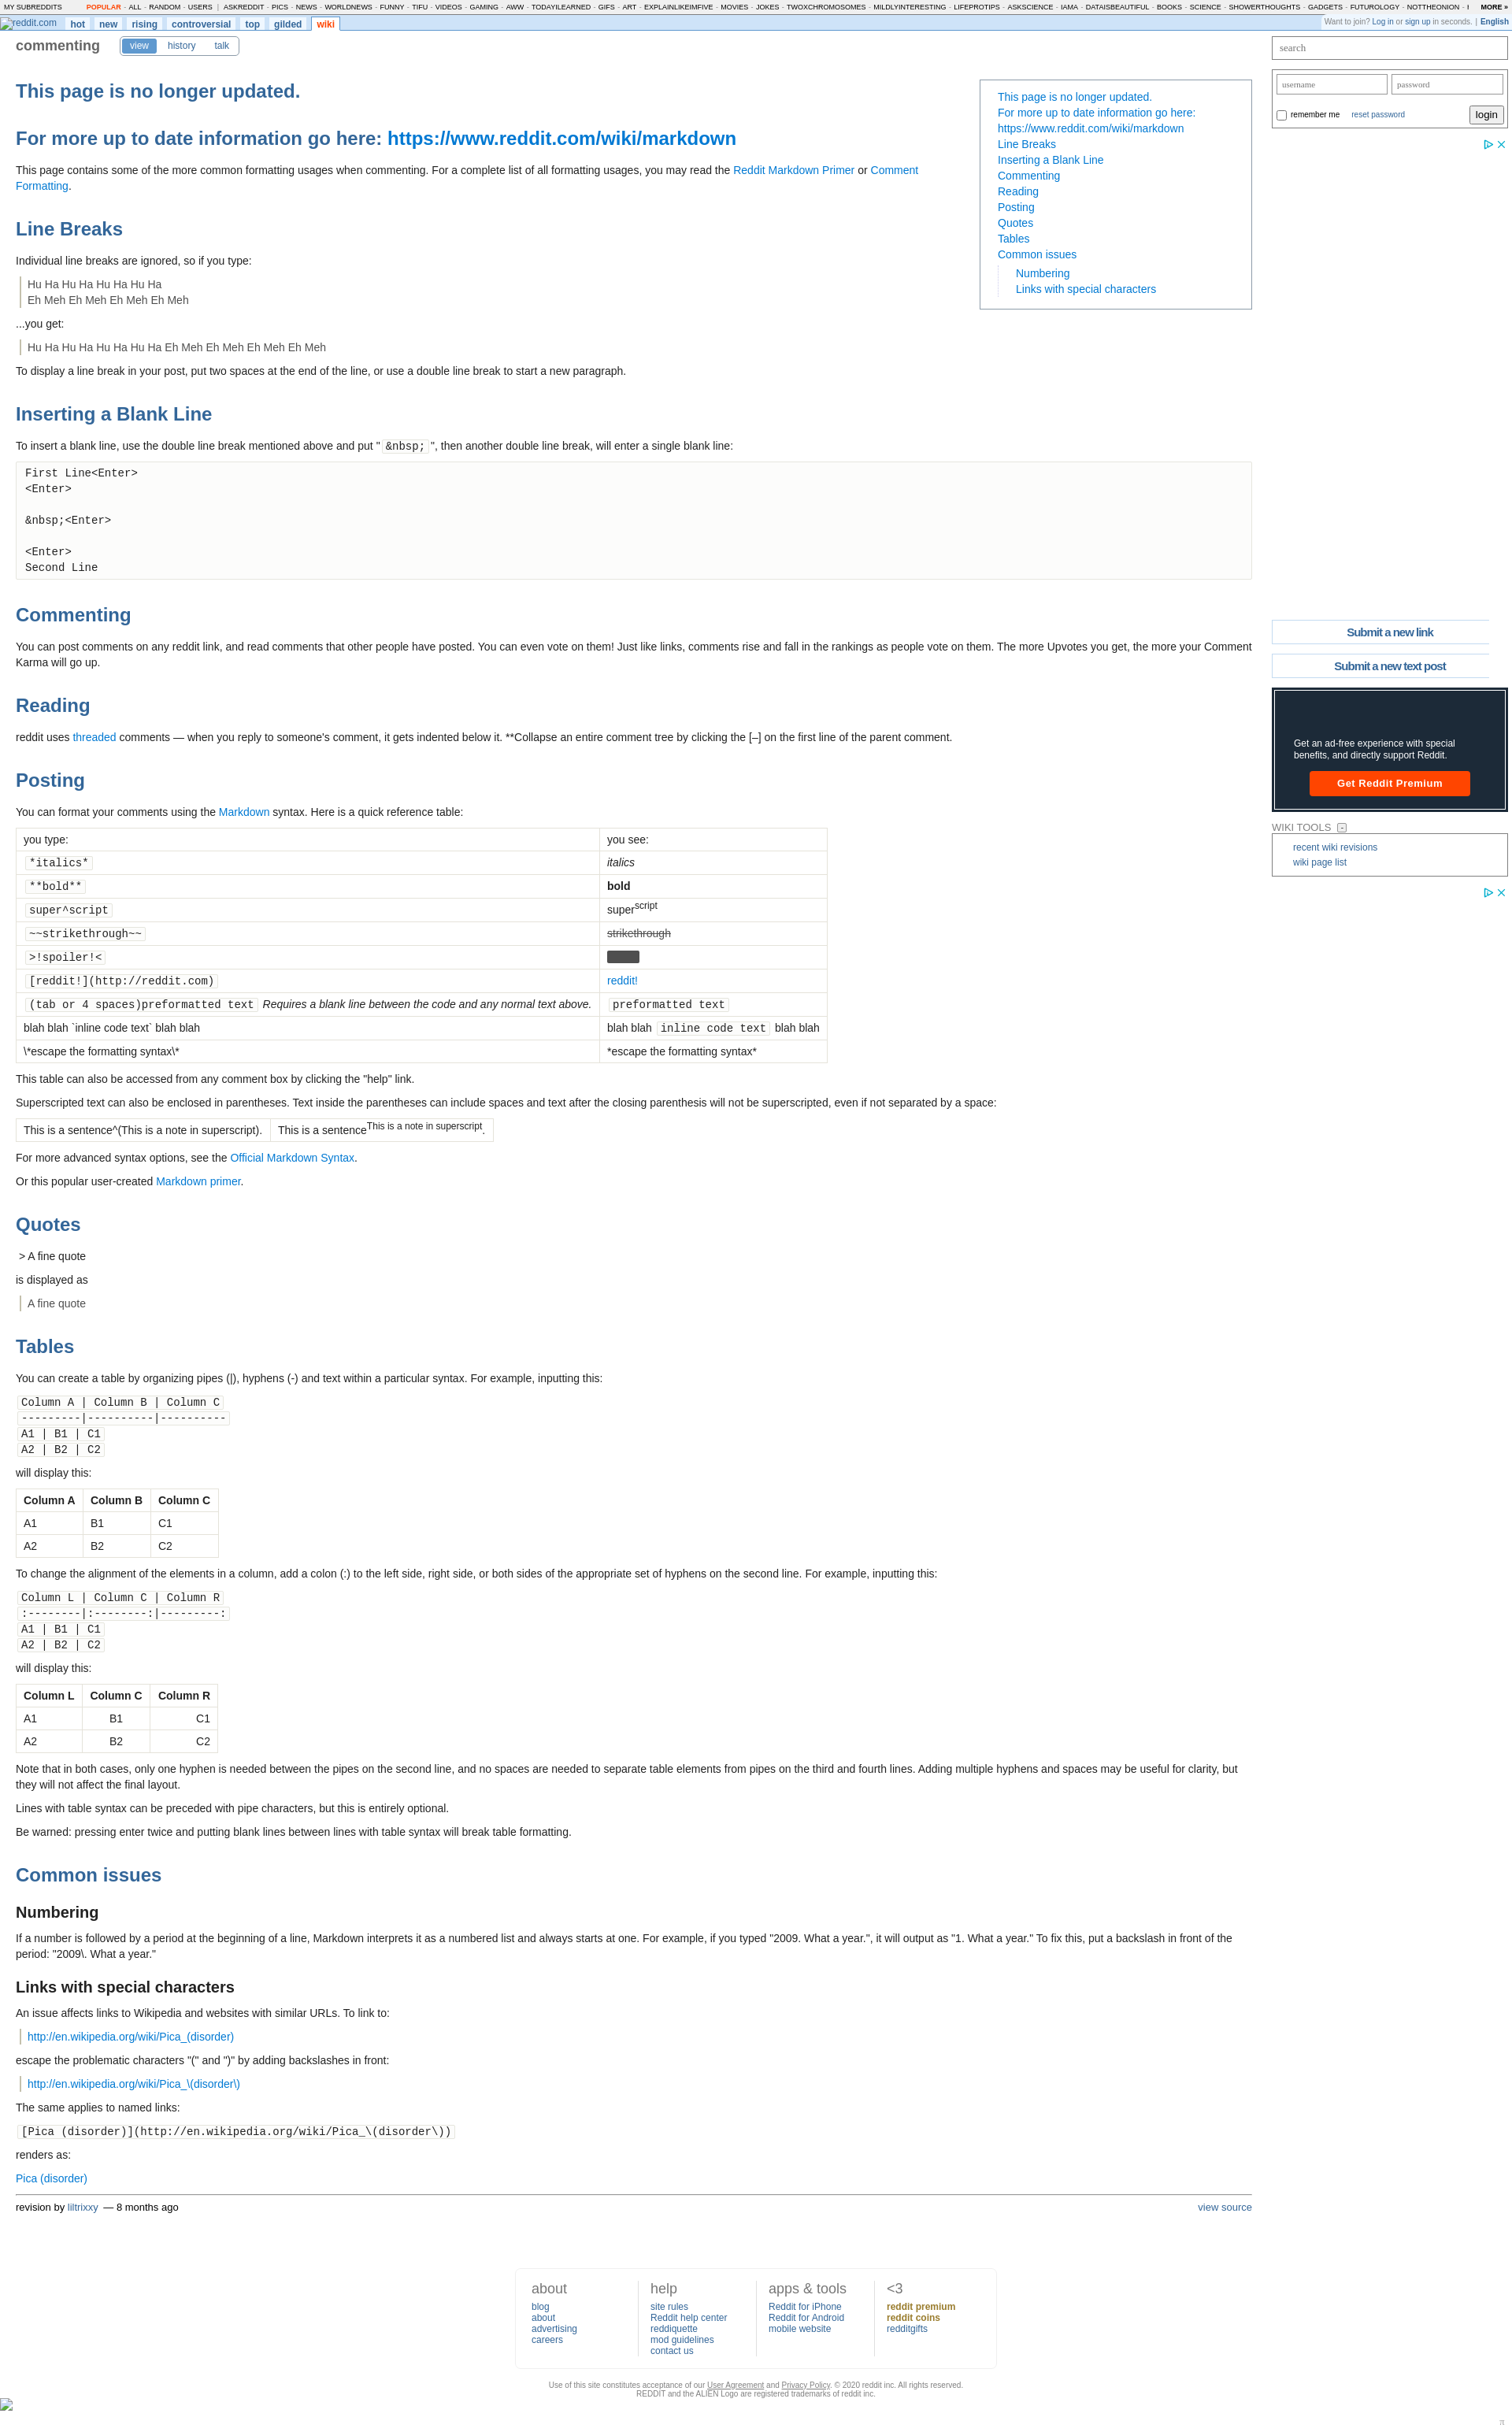 MY SUBREDDITS POPULAR - ALL - RANDOM - USERS | ASKREDDIT - PICS - NEWS - WORLDNEWS - FUNNY - TIFU - VIDEOS - GAMING - AWW - TODAYILEARNED - GIFS - ART - EXPLAINLIKEIMFIVE - MOVIES - JOKES - TWOXCHROMOSOMES - MILDLYINTERESTING - LIFEPROTIPS - ASKSCIENCE - IAMA - DATAISBEAUTIFUL - BOOKS - SCIENCE - SHOWERTHOUGHTS - GADGETS - FUTUROLOGY - NOTTHEONION - MORE »
reddit.com hot new rising controversial top gilded wiki
Want to join? Log in or sign up in seconds. | English
commenting view history talk
search
username password
remember me reset password login
This page is no longer updated.
For more up to date information go here: https://www.reddit.com/wiki/markdown
This page contains some of the more common formatting usages when commenting. For a complete list of all formatting usages, you may read the Reddit Markdown Primer or Comment
Formatting.
This page is no longer updated.
For more up to date information go here:
https://www.reddit.com/wiki/markdown
Line Breaks
Inserting a Blank Line
Commenting
Reading
Posting
Quotes
Tables
Common issues
Numbering
Links with special characters
Line Breaks
Individual line breaks are ignored, so if you type:
Hu Ha Hu Ha Hu Ha Hu Ha
Eh Meh Eh Meh Eh Meh Eh Meh
...you get:
Hu Ha Hu Ha Hu Ha Hu Ha Eh Meh Eh Meh Eh Meh Eh Meh
To display a line break in your post, put two spaces at the end of the line, or use a double line break to start a new paragraph.
Inserting a Blank Line
To insert a blank line, use the double line break mentioned above and put " &nbsp; ", then another double line break, will enter a single blank line:
First Line<Enter>
<Enter>
&nbsp;<Enter>
<Enter>
Second Line
Commenting
You can post comments on any reddit link, and read comments that other people have posted. You can even vote on them! Just like links, comments rise and fall in the rankings as people vote on them. The more Upvotes you get, the more your Comment
Karma will go up.
Reading
reddit uses threaded comments — when you reply to someone's comment, it gets indented below it. **Collapse an entire comment tree by clicking the [–] on the first line of the parent comment.
Posting
You can format your comments using the Markdown syntax. Here is a quick reference table:
you type: you see:
*italics* italics
**bold** bold
super^script superscript
~~strikethrough~~ strikethrough
>!spoiler!<
[reddit!](http://reddit.com) reddit!
(tab or 4 spaces)preformatted text Requires a blank line between the code and any normal text above. preformatted text
blah blah `inline code text` blah blah blah blah inline code text blah blah
\*escape the formatting syntax\* *escape the formatting syntax*
This table can also be accessed from any comment box by clicking the "help" link.
Superscripted text can also be enclosed in parentheses. Text inside the parentheses can include spaces and text after the closing parenthesis will not be superscripted, even if not separated by a space:
This is a sentence^(This is a note in superscript). This is a sentenceThis is a note in superscript.
For more advanced syntax options, see the Official Markdown Syntax.
Or this popular user-created Markdown primer.
Submit a new link
Submit a new text post
Get an ad-free experience with special
benefits, and directly support Reddit.
Get Reddit Premium
WIKI TOOLS -
recent wiki revisions
wiki page list
Quotes
> A fine quote
is displayed as
A fine quote
Tables
You can create a table by organizing pipes (|), hyphens (-) and text within a particular syntax. For example, inputting this:
Column A | Column B | Column C
---------|----------|----------
A1 | B1 | C1
A2 | B2 | C2
will display this:
Column A Column B Column C
A1 B1 C1
A2 B2 C2
To change the alignment of the elements in a column, add a colon (:) to the left side, right side, or both sides of the appropriate set of hyphens on the second line. For example, inputting this:
Column L | Column C | Column R
:--------|:--------:|---------:
A1 | B1 | C1
A2 | B2 | C2
will display this:
Column L Column C Column R
A1 B1 C1
A2 B2 C2
Note that in both cases, only one hyphen is needed between the pipes on the second line, and no spaces are needed to separate table elements from pipes on the third and fourth lines. Adding multiple hyphens and spaces may be useful for clarity, but
they will not affect the final layout.
Lines with table syntax can be preceded with pipe characters, but this is entirely optional.
Be warned: pressing enter twice and putting blank lines between lines with table syntax will break table formatting.
Common issues
Numbering
If a number is followed by a period at the beginning of a line, Markdown interprets it as a numbered list and always starts at one. For example, if you typed "2009. What a year.", it will output as "1. What a year." To fix this, put a backslash in front of the
period: "2009\. What a year."
Links with special characters
An issue affects links to Wikipedia and websites with similar URLs. To link to:
http://en.wikipedia.org/wiki/Pica_(disorder)
escape the problematic characters "(" and ")" by adding backslashes in front:
http://en.wikipedia.org/wiki/Pica_\(disorder\)
The same applies to named links:
[Pica (disorder)](http://en.wikipedia.org/wiki/Pica_\(disorder\))
renders as:
Pica (disorder)
revision by liltrixxy — 8 months ago view source
about help apps & tools <3
blog site rules Reddit for iPhone reddit premium
about Reddit help center Reddit for Android reddit coins
advertising reddiquette mobile website redditgifts
careers mod guidelines
contact us
Use of this site constitutes acceptance of our User Agreement and Privacy Policy. © 2020 reddit inc. All rights reserved.
REDDIT and the ALIEN Logo are registered trademarks of reddit inc.
π